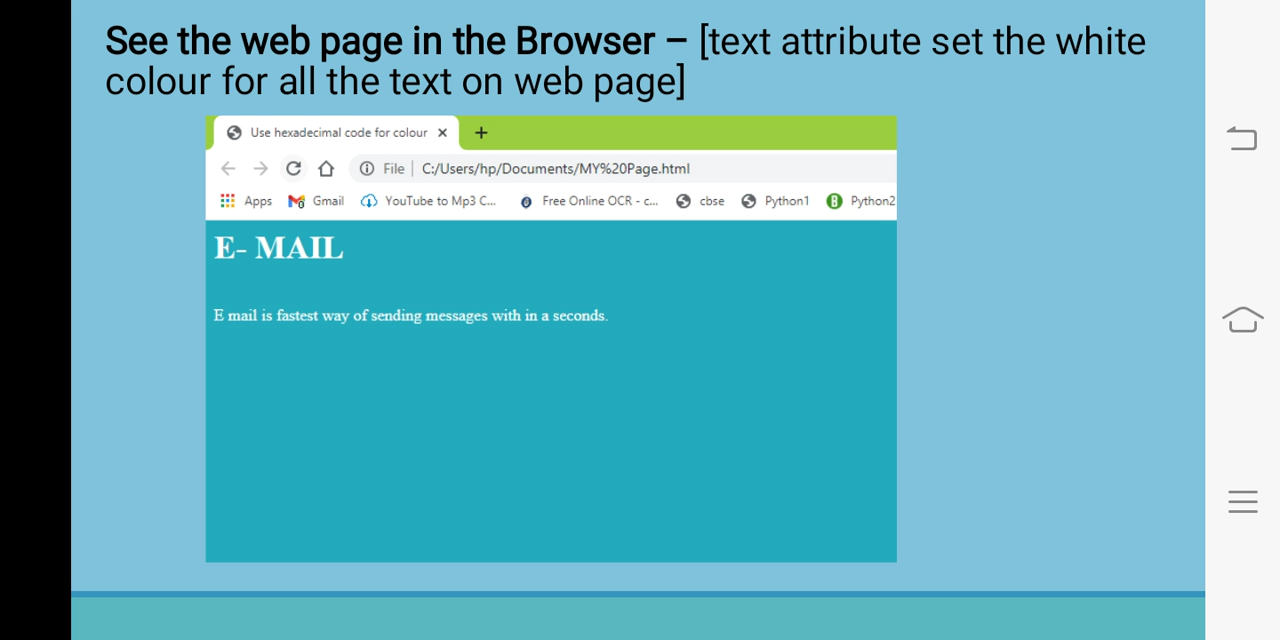 See the web page in the Browser – [text attribute set the white
colour for all the text on web page]
Use hexadecimal code for colour
File | C:/Users/hp/Documents/MY%20Page.html
Apps Gmail YouTube to Mp3 C... Free Online OCR - c... cbse Python1 Python2
E- MAIL
E mail is fastest way of sending messages with in a seconds.